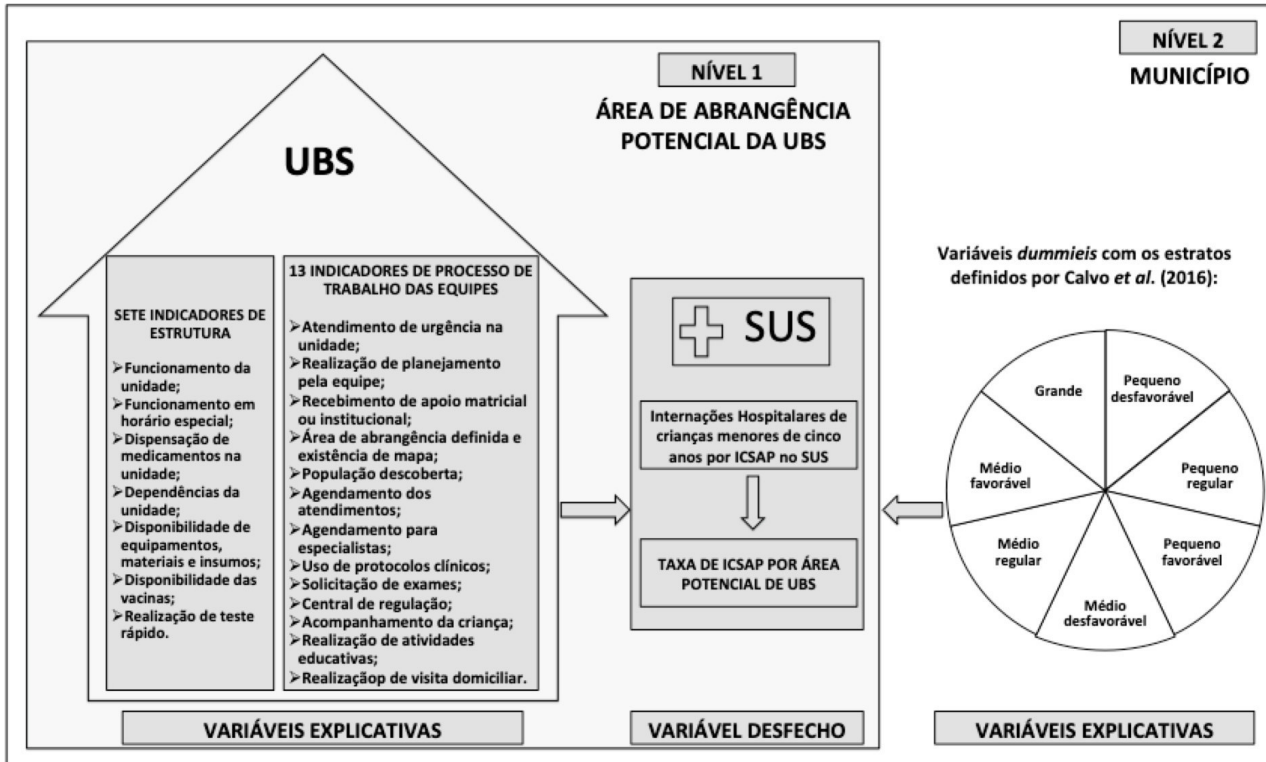 NÍVEL 2
MUNICÍPIO
NÍVEL 1
ÁREA DE ABRANGÊNCIA
POTENCIAL DA UBS
UBS
SETE INDICADORES DE
ESTRUTURA
➢Funcionamento da
unidade;
➢Funcionamento em
horário especial;
➢Dispensação de
medicamentos na
unidade;
➢Dependências da
unidade;
➢Disponibilidade de
equipamentos,
materiais e insumos;
➢Disponibilidade das
vacinas;
➢Realização de teste
rápido.
13 INDICADORES DE PROCESSO DE
TRABALHO DAS EQUIPES
➢Atendimento de urgência na
unidade;
➢Realização de planejamento
pela equipe;
➢Recebimento de apoio matricial
ou institucional;
➢Área de abrangência definida e
existência de mapa;
➢População descoberta;
➢Agendamento dos
atendimentos;
➢Agendamento para
especialistas;
➢Uso de protocolos clínicos;
➢Solicitação de exames;
➢Central de regulação;
➢Acompanhamento da criança;
➢Realização de atividades
educativas;
➢Realizaçãop de visita domiciliar.
VARIÁVEIS EXPLICATIVAS
SUS
Internações Hospitalares de
crianças menores de cinco
anos por ICSAP no SUS
TAXA DE ICSAP POR ÁREA
POTENCIAL DE UBS
VARIÁVEL DESFECHO
Variáveis dummieis com os estratos
definidos por Calvo et al. (2016):
Grande
Pequeno
desfavorável
Pequeno
regular
Pequeno
favorável
Médio
desfavorável
Médio
regular
Médio
favorável
VARIÁVEIS EXPLICATIVAS